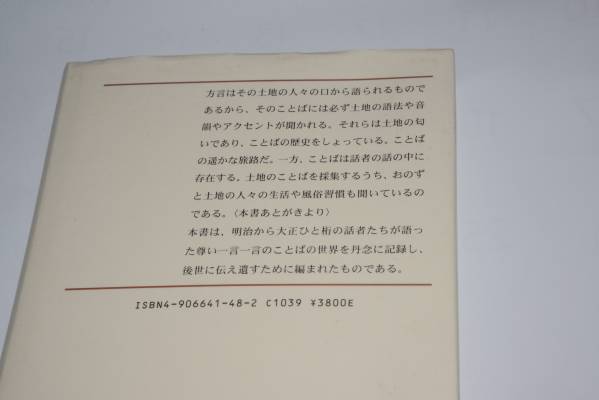 方言はその土地の人々の口から語られるもので
あるから、そのことばには必ず土地の語法や音
韻やアクセントが聞かれる。それらは土地の匂
いであり、ことばの歴史をしょっている。ことば
の遥かな旅路だ。一方、ことばは話者の話の中に
存在する。土地のことばを採集するうち、おのず
と土地の人々の生活や風俗習慣も聞いているの
である。〈本書あとがきより〉
本書は、明治から大正ひと桁の話者たちが語っ
た尊い一言一言のことばの世界を丹念に記録し、
後世に伝え遺すために編まれたものである。
ISBN4-906641-48-2 C1039 ¥3800E